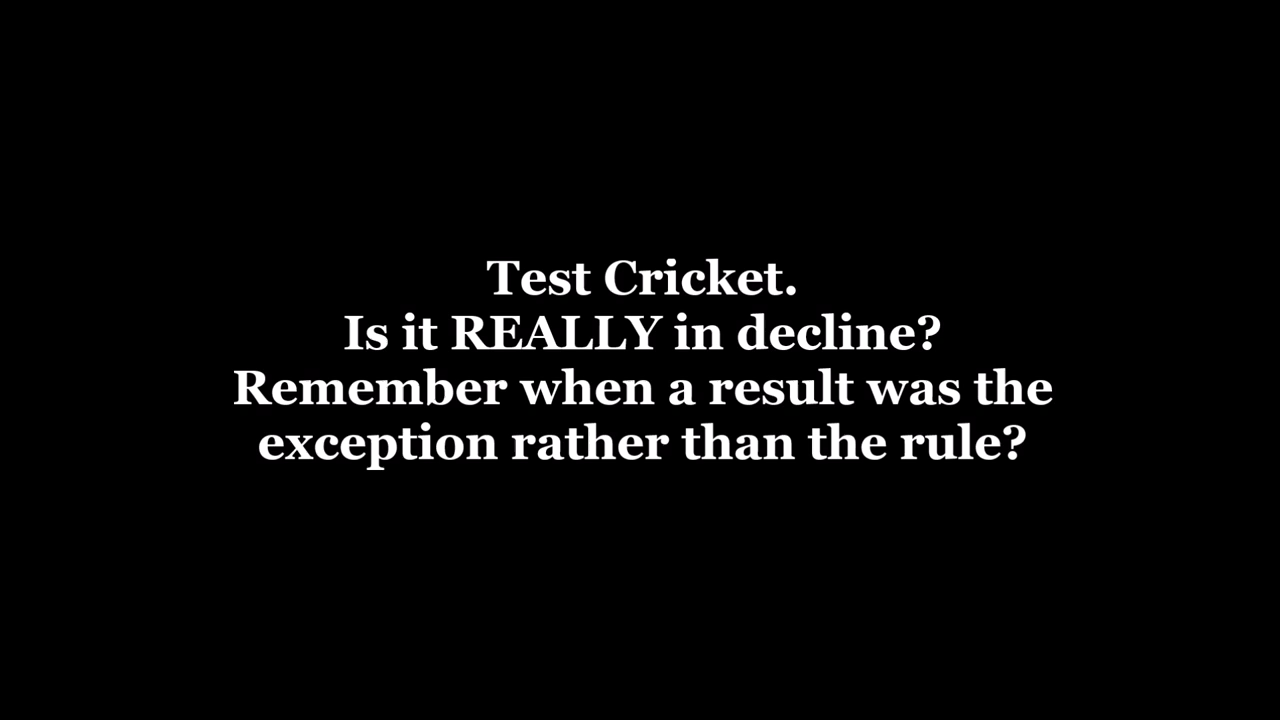 Test Cricket.
Is it REALLY in decline?
Remember when a result was the
exception rather than the rule?